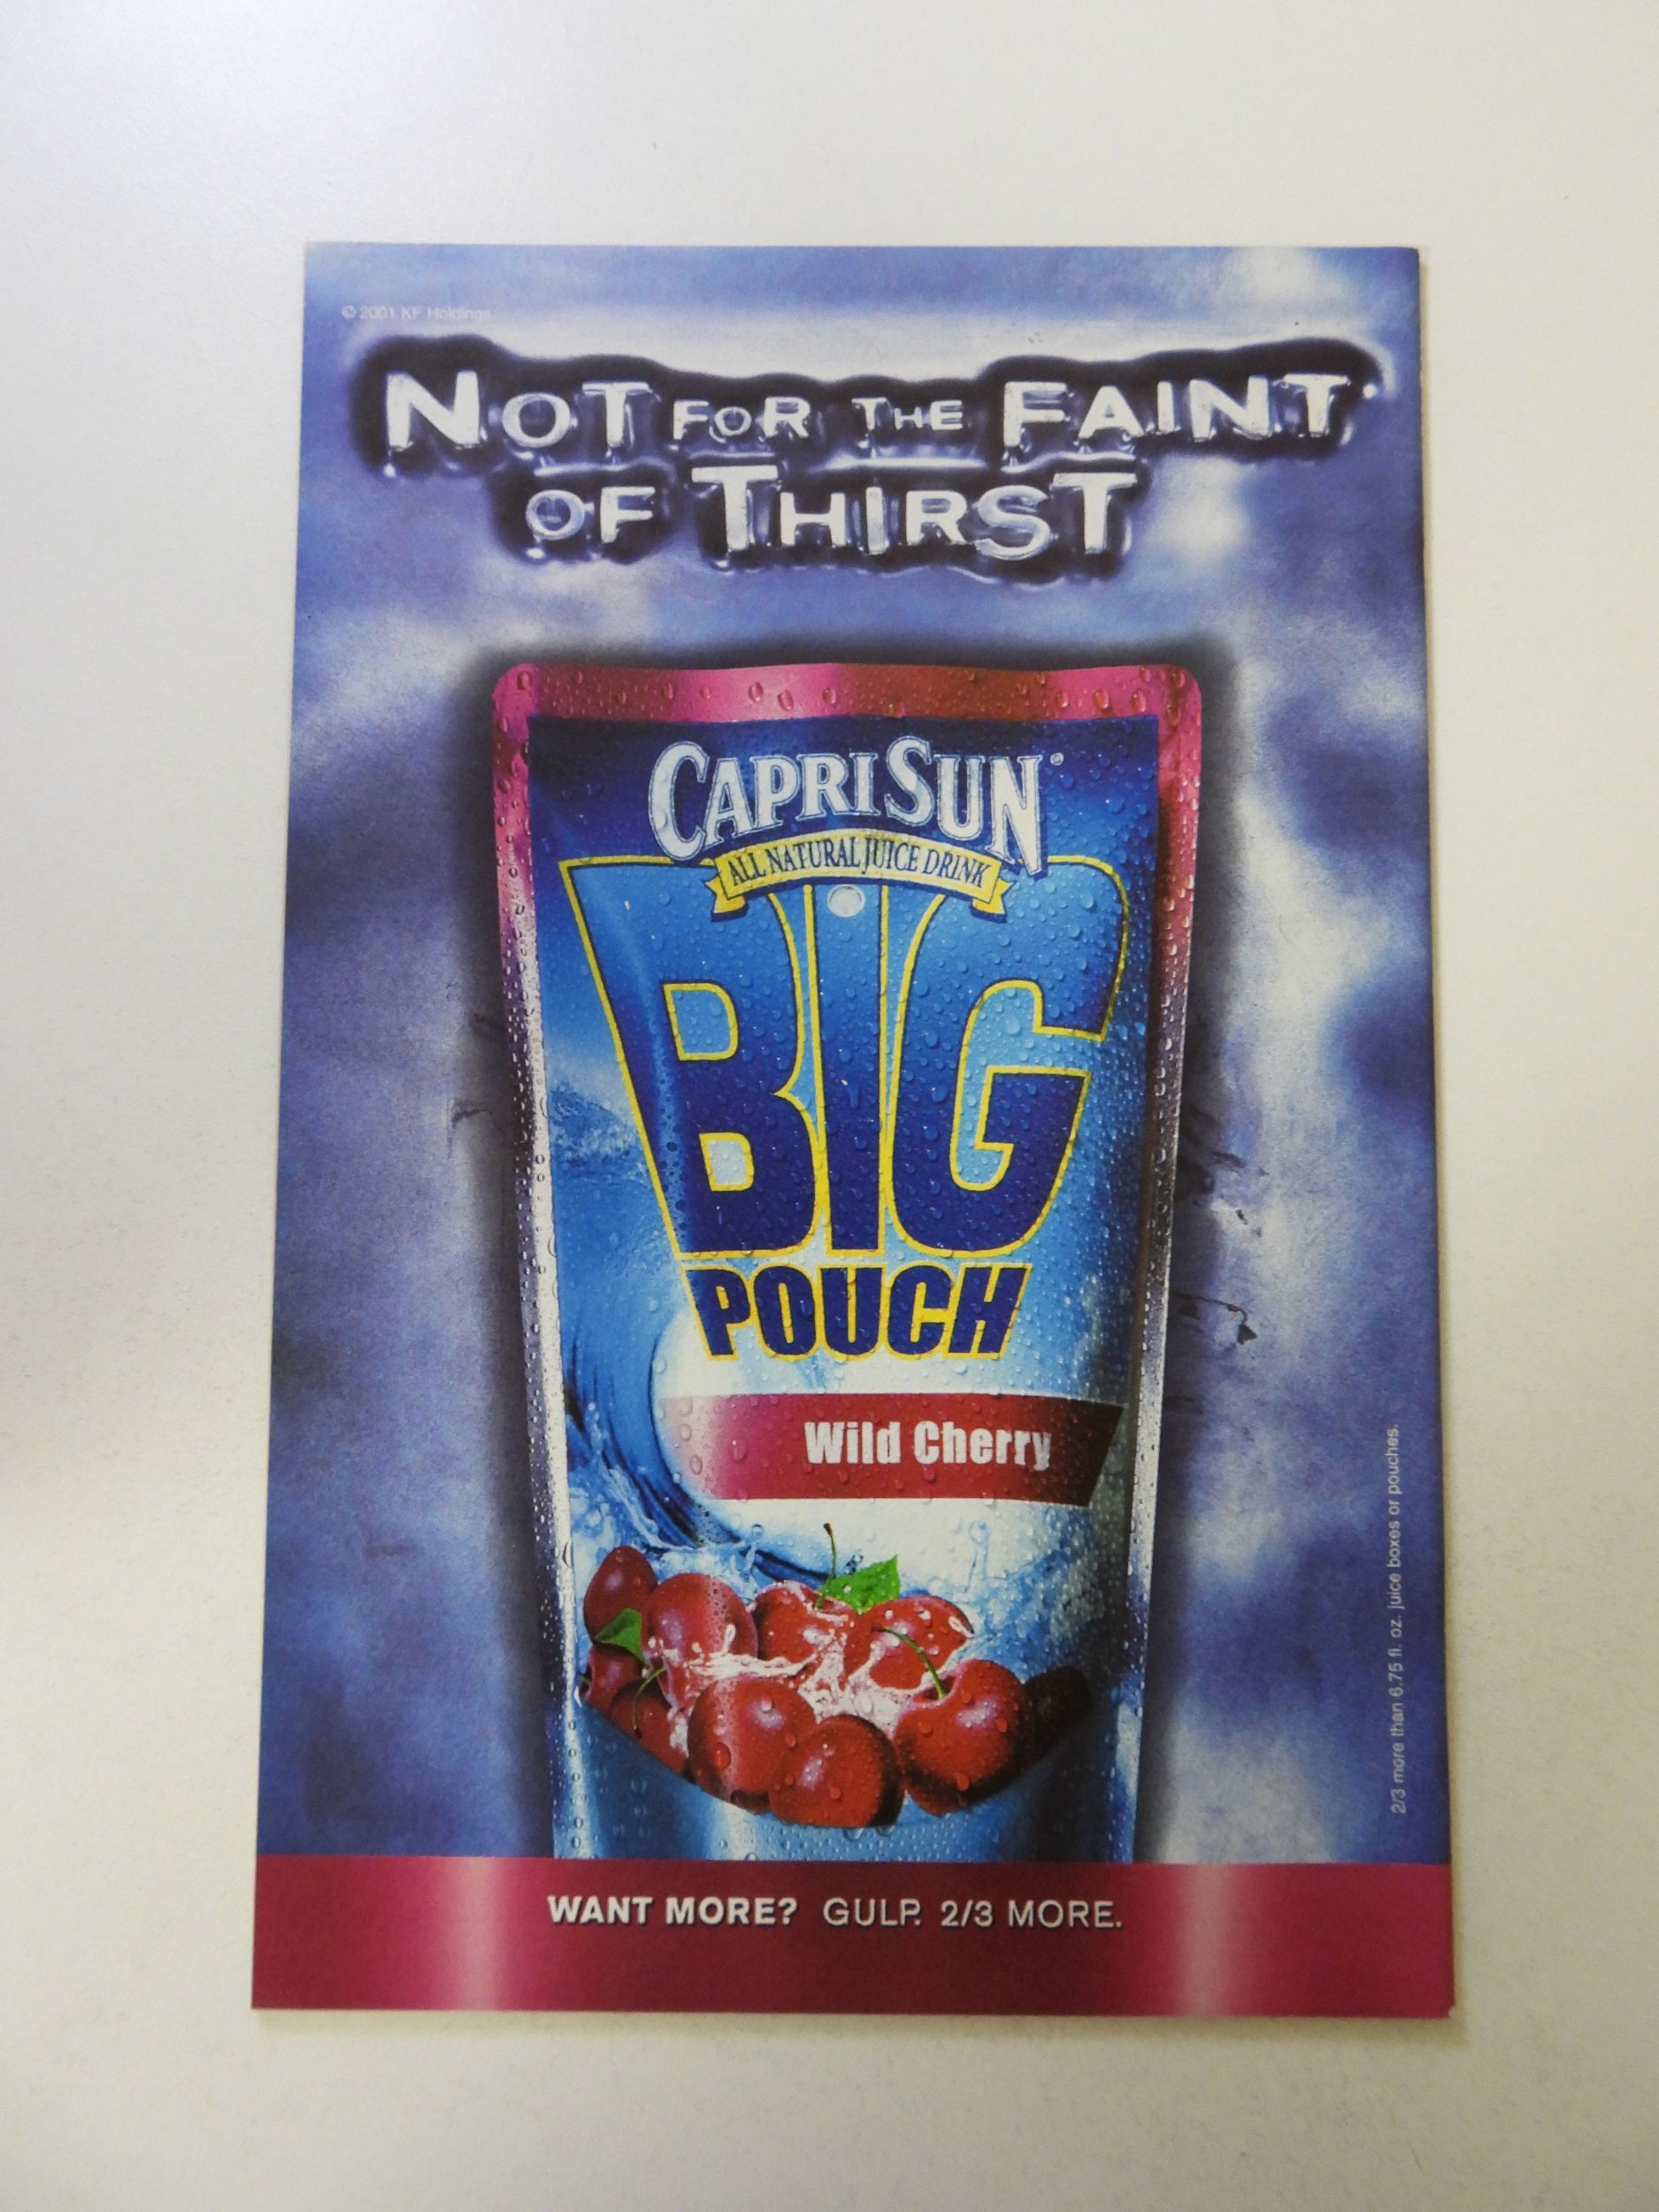 © 2001 KF Holdings.
NOT FOR THE FAINT
OF THIRST
CAPRI SUN®
ALL NATURAL JUICE DRINK
BIG
POUCH
Wild Cherry
2/3 more than 6.75 fl. oz. juice boxes or pouches.
WANT MORE? GULP. 2/3 MORE.